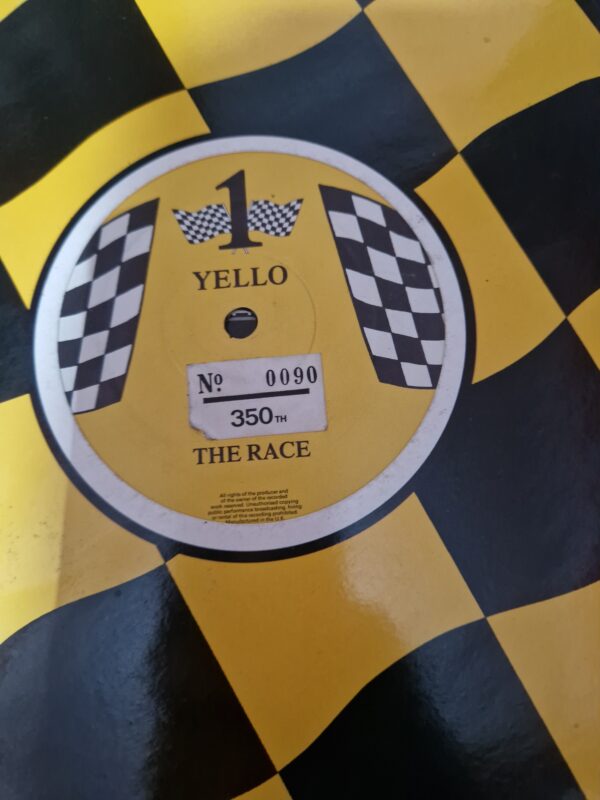 1
YELLO
Nº 0090
350TH
THE RACE
All rights of the producer and
of the owner of the recorded
work reserved. Unauthorised copying
public performance broadcasting, hiring
or rental of this recording prohibited.
Manufactured in the U.K.